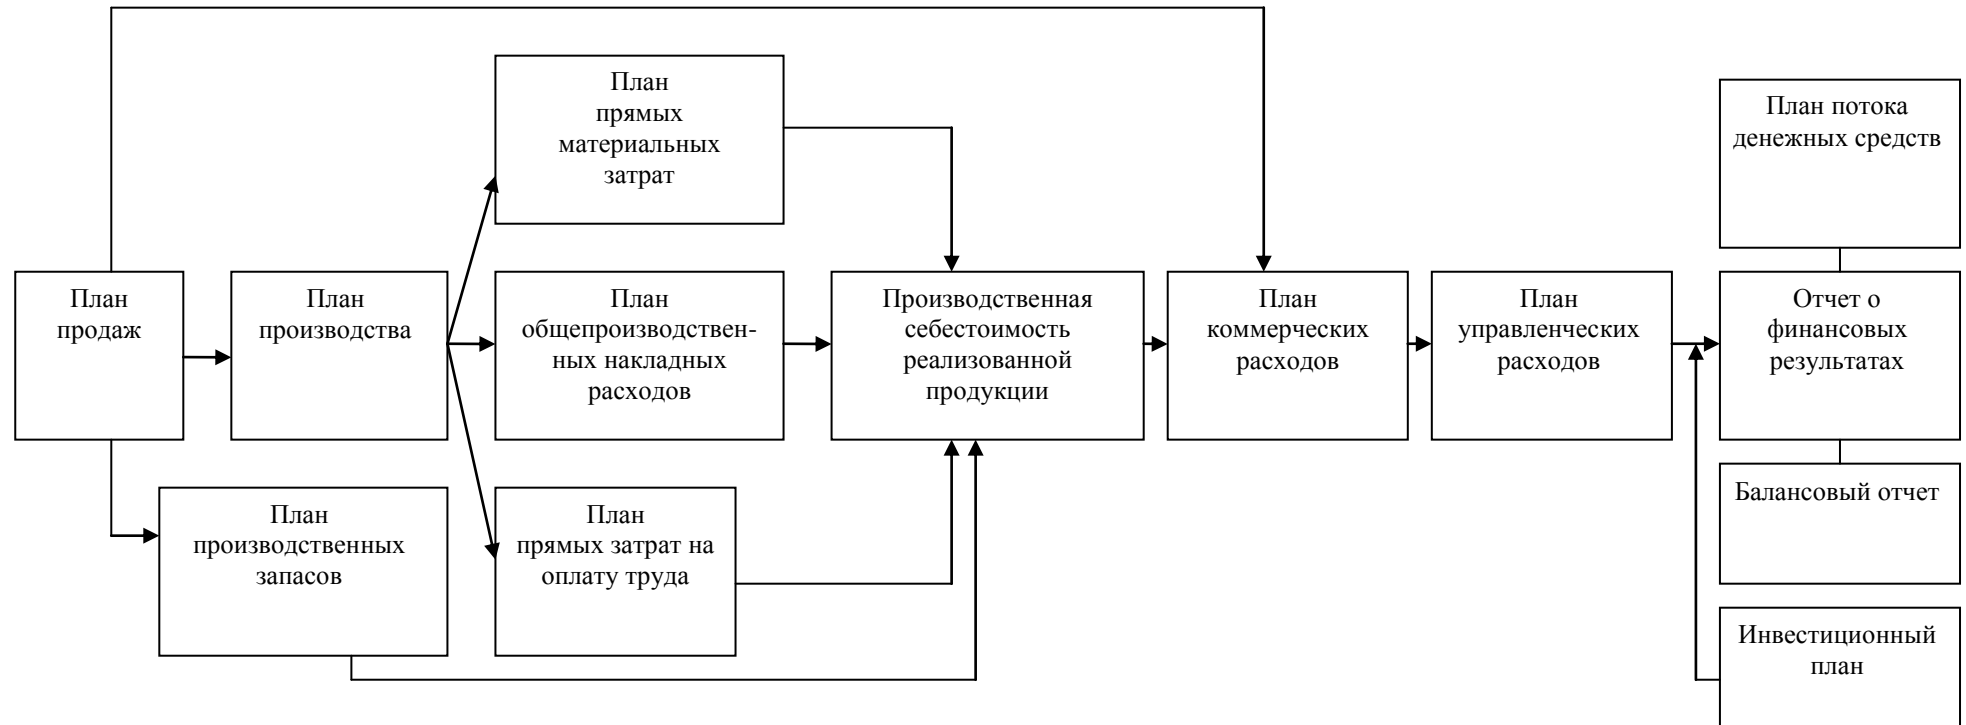 План
прямых
материальных
затрат
План потока
денежных средств
План
продаж
План
производства
План
общепроизводствен-
ных накладных
расходов
Производственная
себестоимость
реализованной
продукции
План
коммерческих
расходов
План
управленческих
расходов
Отчет о
финансовых
результатах
План
производственных
запасов
План
прямых затрат на
оплату труда
Балансовый отчет
Инвестиционный
план